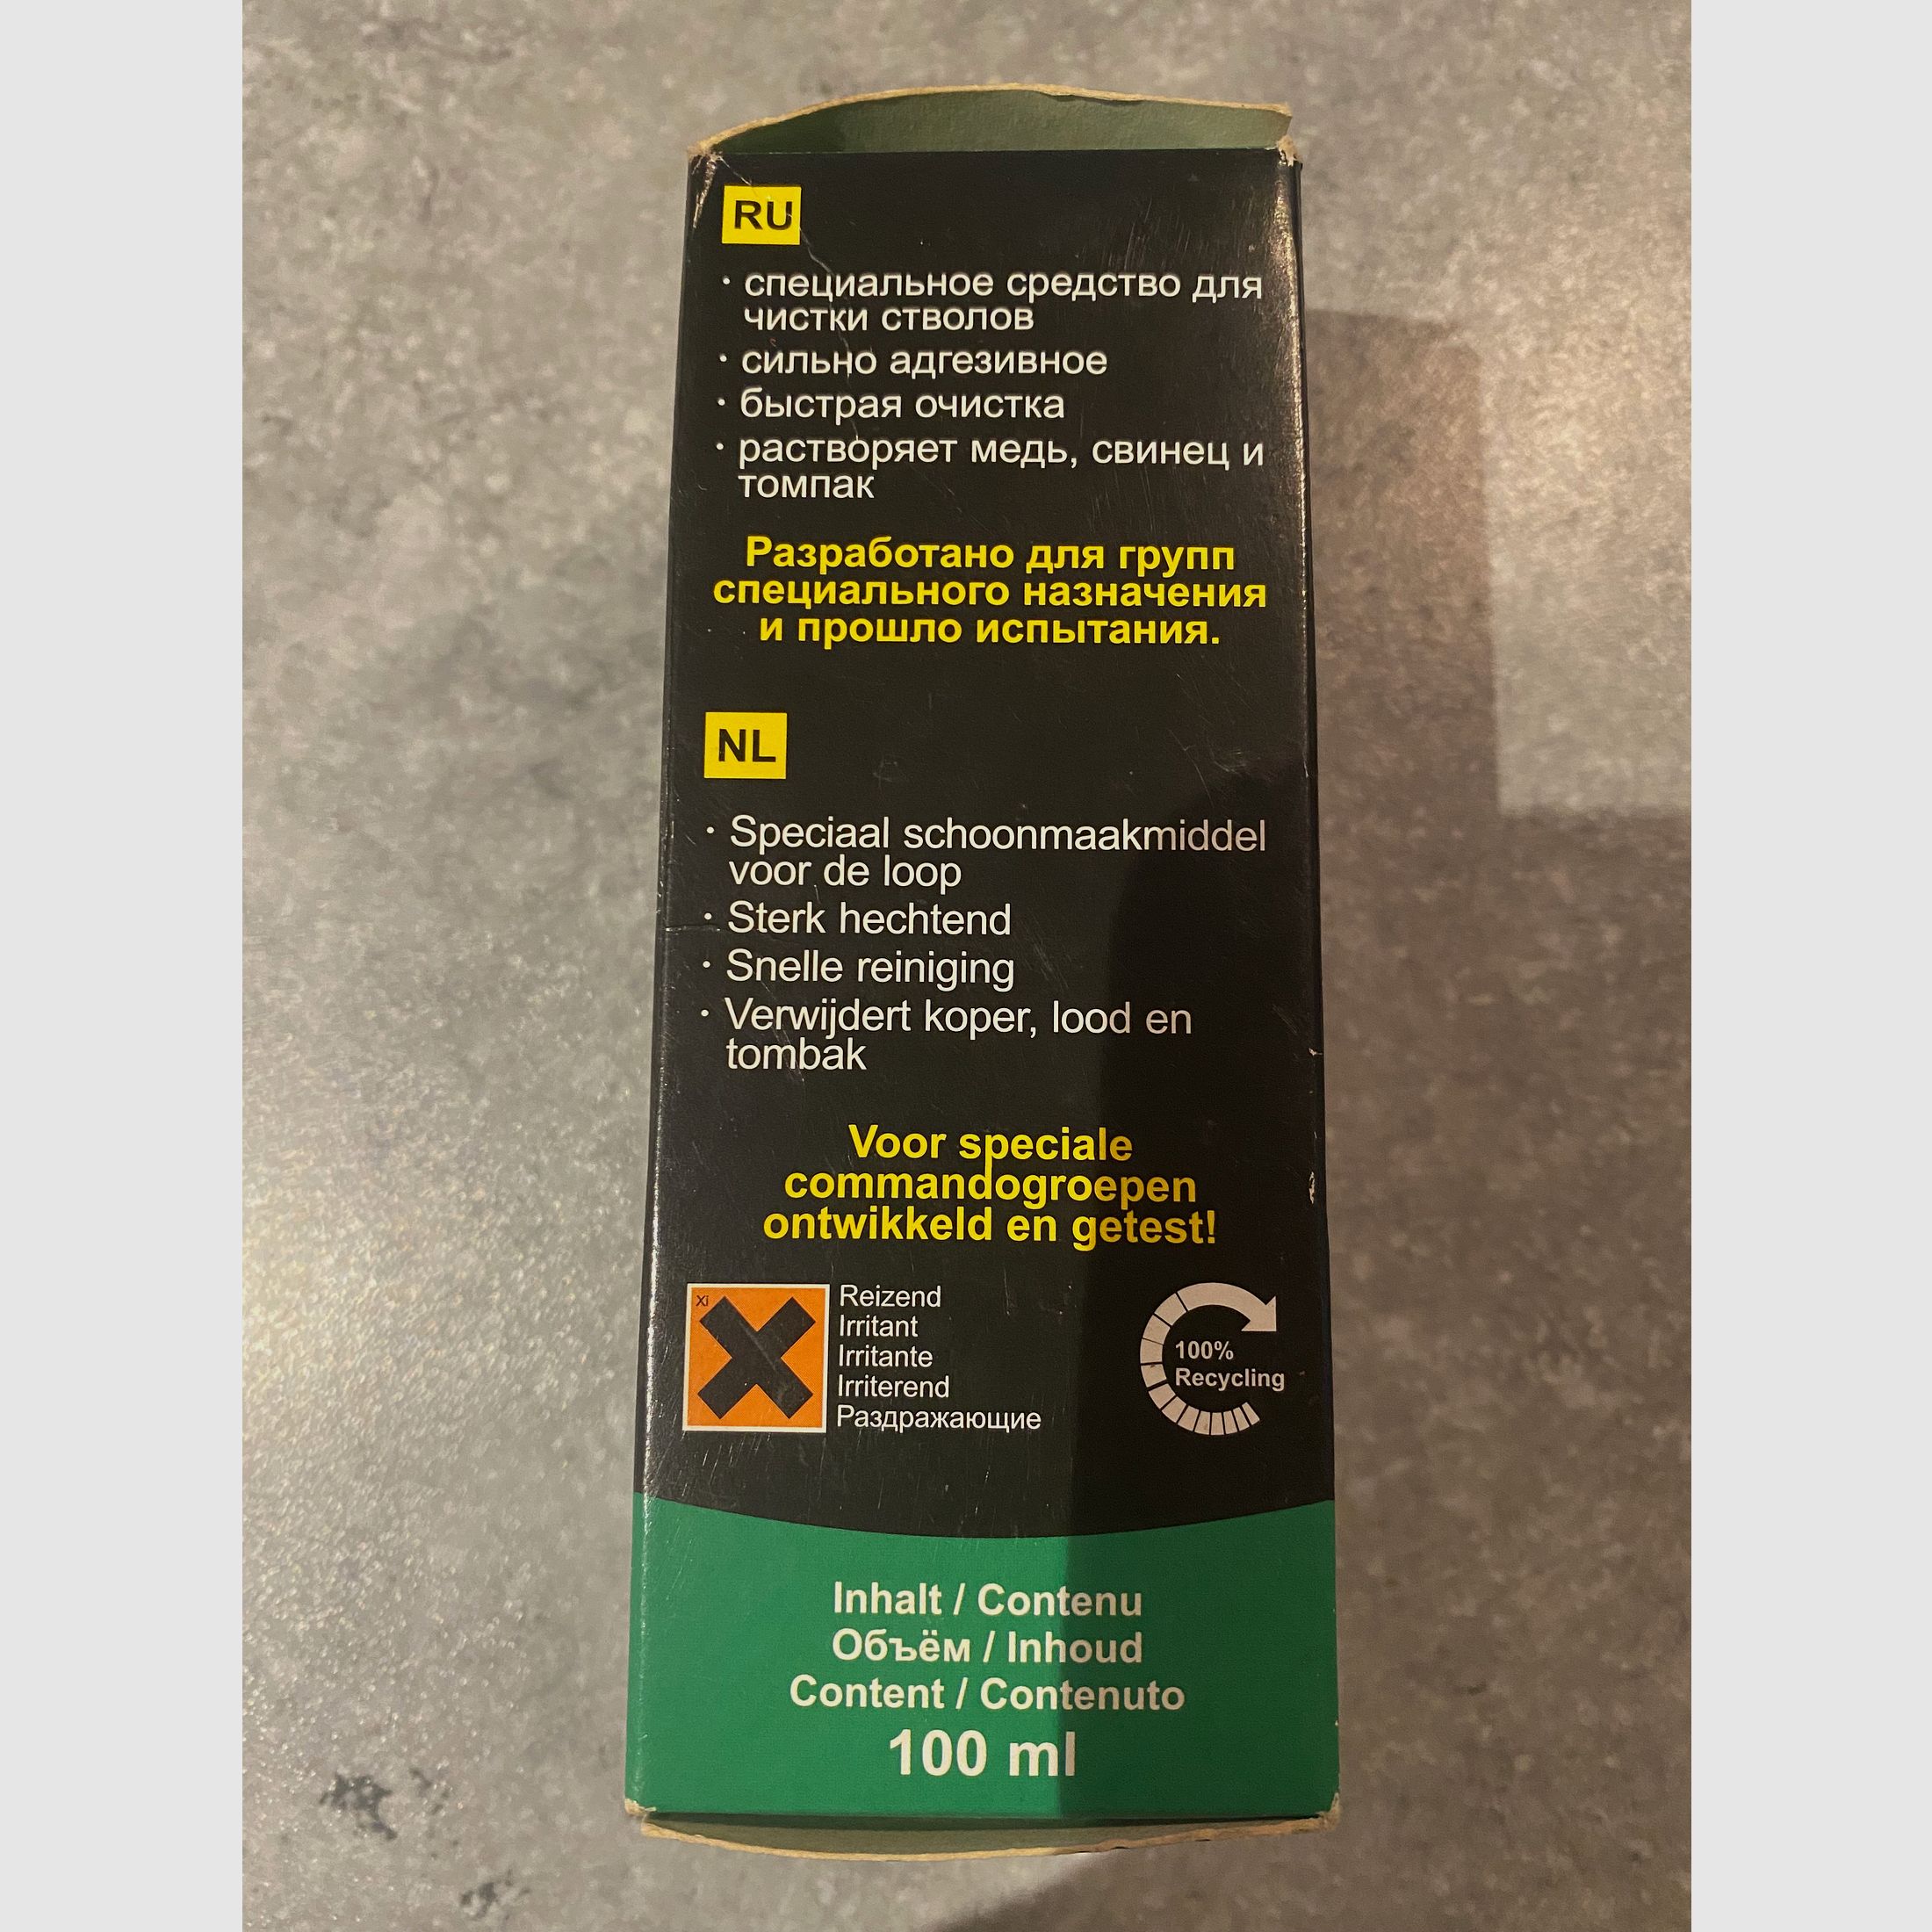 RU
· специальное средство для
чистки стволов
· сильно адгезивное
· быстрая очистка
· растворяет медь, свинец и
томпак
Разработано для групп
специального назначения
и прошло испытания.
NL
· Speciaal schoonmaakmiddel
voor de loop
· Sterk hechtend
· Snelle reiniging
· Verwijdert koper, lood en
tombak
Voor speciale
commandogroepen
ontwikkeld en getest!
Xi
Reizend
Irritant
Irritante
Irriterend
Раздражающие
100%
Recycling
Inhalt / Contenu
Объём / Inhoud
Content / Contenuto
100 ml